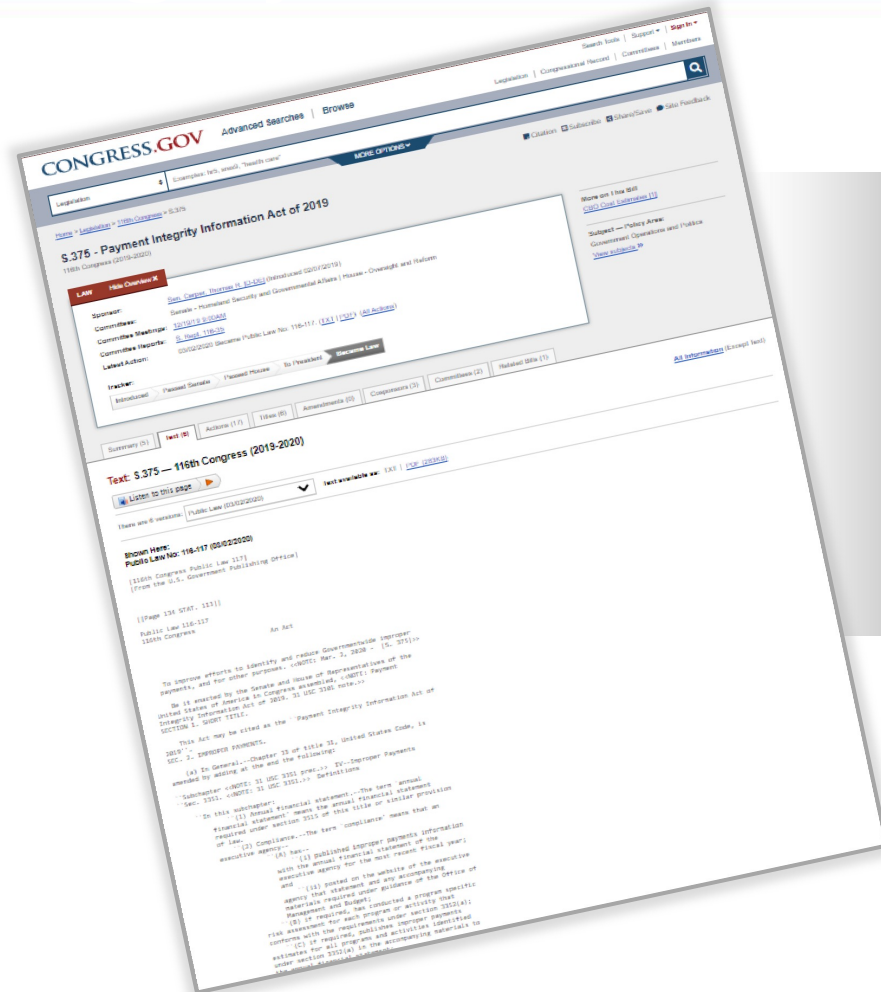 Search Tools | Support | Sign In
Legislation | Congressional Record | Committees | Members
CONGRESS.GOV Advanced Searches | Browse
Legislation Examples: hr5, sres9, "health care"
MORE OPTIONS
Citation Subscribe Share/Save Site Feedback
Home > Legislation > 116th Congress > S.375
S.375 - Payment Integrity Information Act of 2019
116th Congress (2019-2020)
LAW Hide Overview X
Sponsor: Sen. Carper, Thomas R. [D-DE] (Introduced 02/07/2019)
Committees: Senate - Homeland Security and Governmental Affairs | House - Oversight and Reform
Committee Meetings: 12/19/19 9:00AM
Committee Reports: S. Rept. 116-35
Latest Action: 03/02/2020 Became Public Law No: 116-117. (TXT | PDF) (All Actions)
Tracker:
Introduced Passed Senate Passed House To President Became Law
More on This Bill
CBO Cost Estimates [1]
Subject — Policy Area:
Government Operations and Politics
View subjects »
Summary (5) Text (6) Actions (17) Titles (6) Amendments (0) Cosponsors (3) Committees (2) Related Bills (1)
All Information (Except Text)
Text: S.375 — 116th Congress (2019-2020)
Listen to this page
There are 6 versions: Public Law (03/02/2020) Text available as: TXT | PDF (283KB)
Shown Here:
Public Law No: 116-117 (03/02/2020)
[116th Congress Public Law 117]
[From the U.S. Government Publishing Office]
[[Page 134 STAT. 113]]
Public Law 116-117
116th Congress
An Act
To improve efforts to identify and reduce Governmentwide improper
payments, and for other purposes. <<NOTE: Mar. 2, 2020 - [S. 375]>>
Be it enacted by the Senate and House of Representatives of the
United States of America in Congress assembled, <<NOTE: Payment
Integrity Information Act of 2019. 31 USC 3301 note.>>
SECTION 1. SHORT TITLE.
This Act may be cited as the ``Payment Integrity Information Act of
2019''.
SEC. 2. IMPROPER PAYMENTS.
(a) In General.--Chapter 33 of title 31, United States Code, is
amended by adding at the end the following:
``Subchapter <<NOTE: 31 USC 3351 prec.>> IV--Improper Payments
``Sec. 3351. <<NOTE: 31 USC 3351.>> Definitions
``In this subchapter:
``(1) Annual financial statement.--The term `annual
financial statement' means the annual financial statement
required under section 3515 of this title or similar provision
of law.
``(2) Compliance.--The term `compliance' means that an
executive agency--
``(A) has--
``(i) published improper payments information
with the annual financial statement of the
executive agency for the most recent fiscal year;
and
``(ii) posted on the website of the executive
agency that statement and any accompanying
materials required under guidance of the Office of
Management and Budget;
``(B) if required, has conducted a program specific
risk assessment for each program or activity that
conforms with the requirements under section 3352(a);
``(C) if required, publishes improper payments
estimates for all programs and activities identified
under section 3352(a) in the accompanying materials to
the annual financial statement;